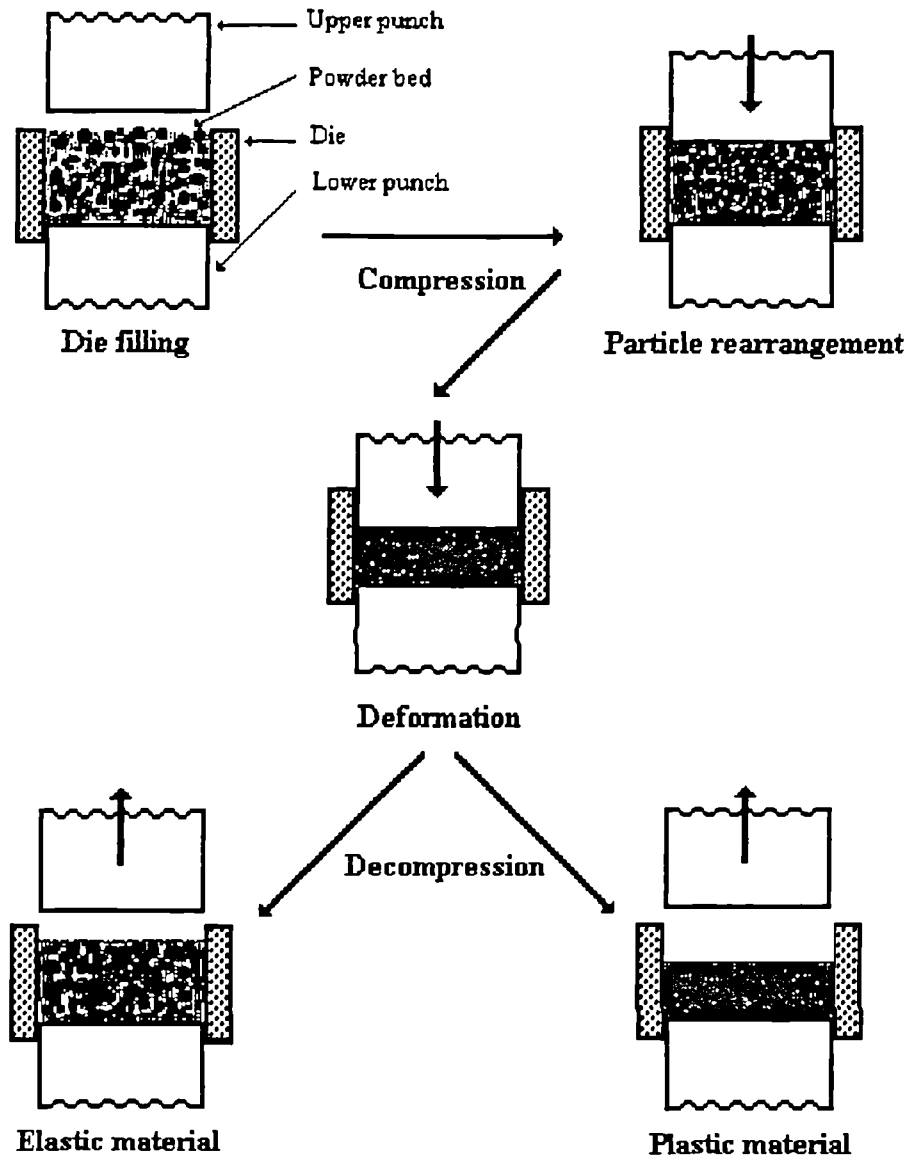 Upper punch
Powder bed
Die
Lower punch
Compression
Die filling
Particle rearrangement
Deformation
Decompression
Elastic material
Plastic material